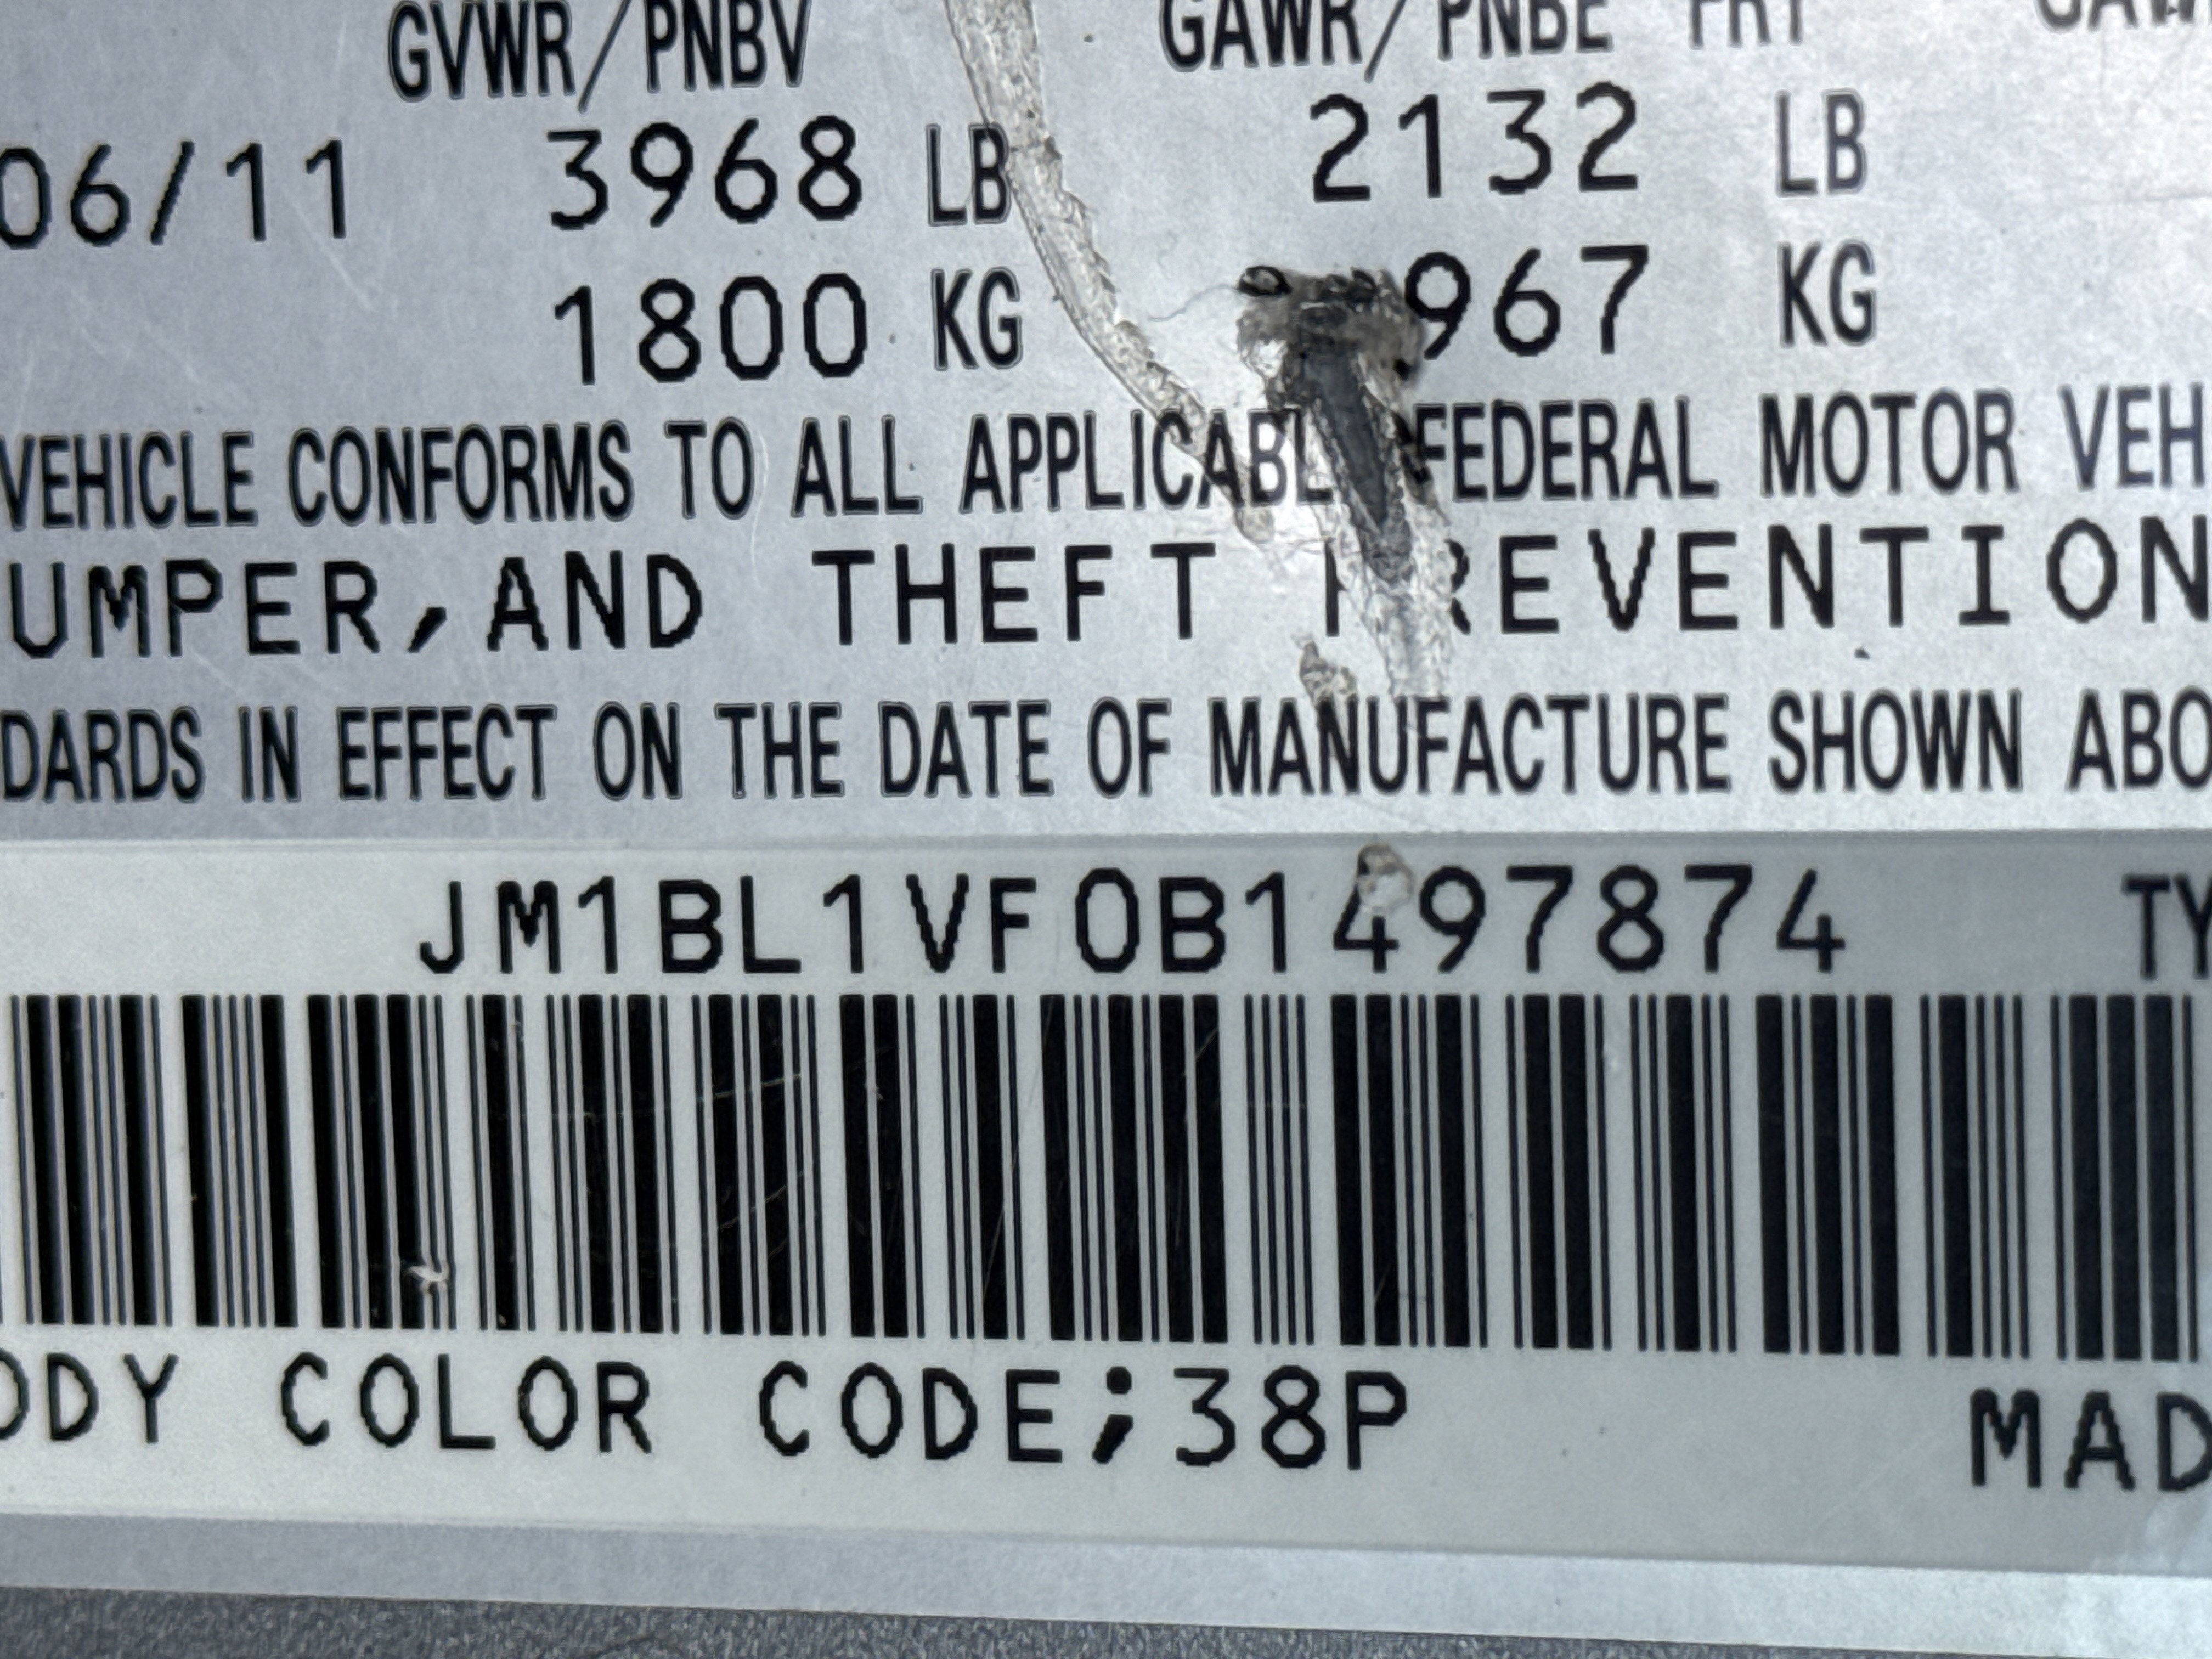 GVWR/PNBV GAWR/PNBE FRT
06/11 3968 LB 2132 LB
1800 KG 967 KG
VEHICLE CONFORMS TO ALL APPLICABL FEDERAL MOTOR VEH
UMPER,AND THEFT PREVENTION
DARDS IN EFFECT ON THE DATE OF MANUFACTURE SHOWN ABO
JM1BL1VF0B1497874 TY
ODY COLOR CODE;38P MAD